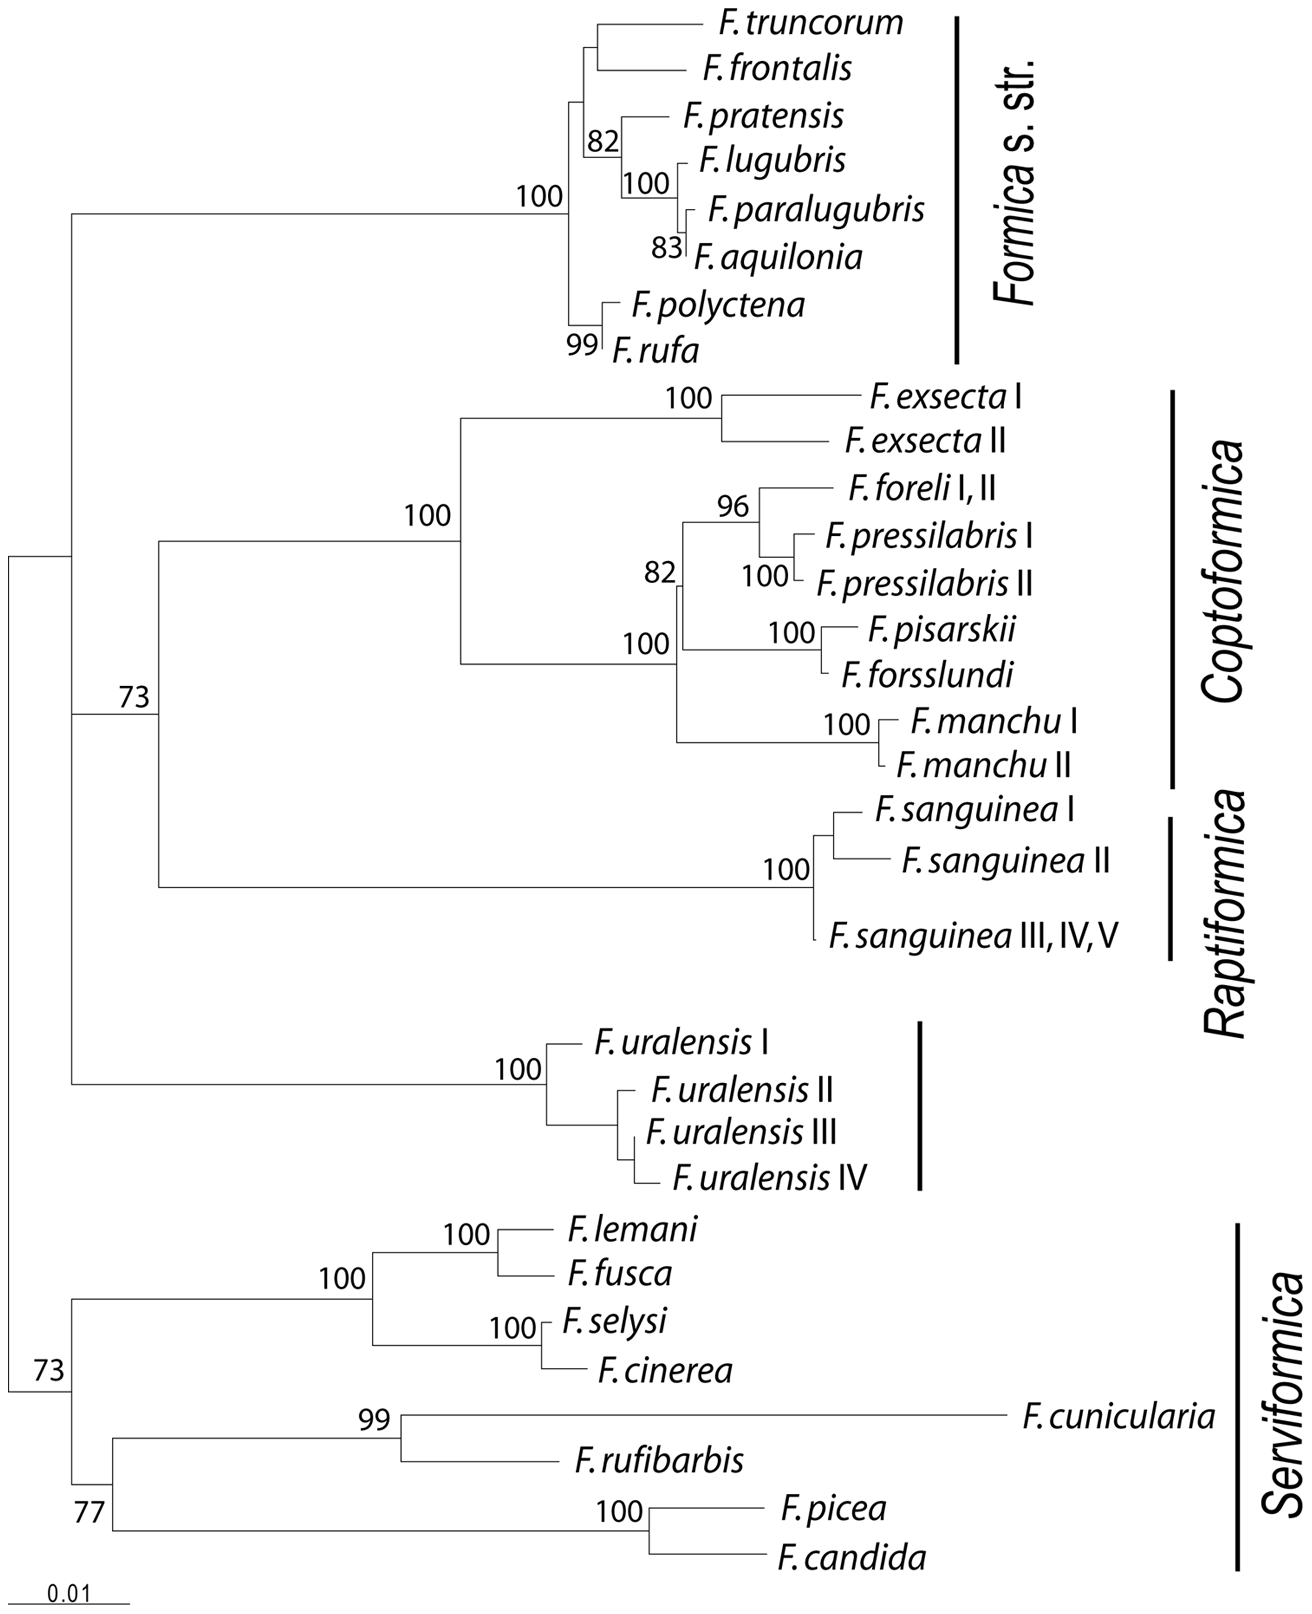 F. truncorum
F. frontalis
F. pratensis
82
F. lugubris
100
100
F. paralugubris
83
F. aquilonia
F. polyctena
99
F. rufa
Formica s. str.
100
F. exsecta I
F. exsecta II
F. foreli I, II
96
100
F. pressilabris I
82
100
F. pressilabris II
100
100
F. pisarskii
F. forsslundi
73
100
F. manchu I
F. manchu II
Coptoformica
F. sanguinea I
100
F. sanguinea II
F. sanguinea III, IV, V
Raptiformica
F. uralensis I
100
F. uralensis II
F. uralensis III
F. uralensis IV
100
F. lemani
100
F. fusca
100
F. selysi
73
F. cinerea
99
F. cunicularia
F. rufibarbis
77
100
F. picea
F. candida
Serviformica
0.01